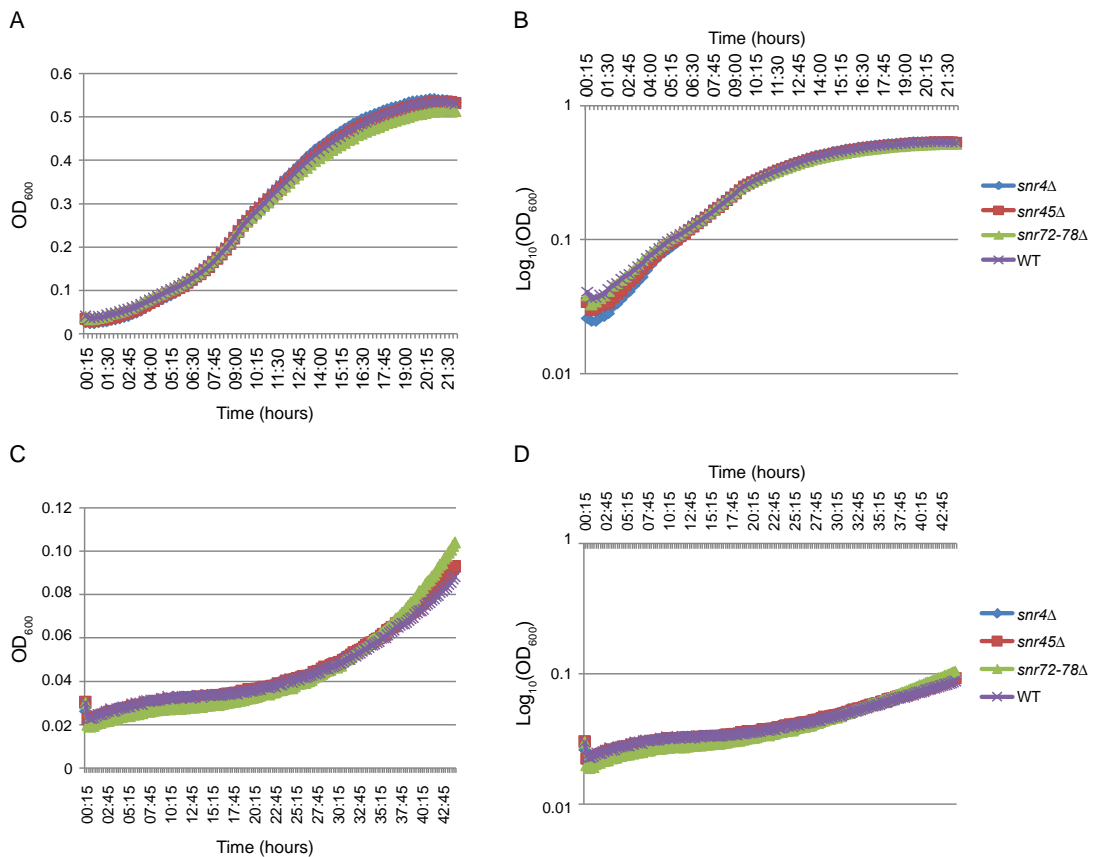 A
0.6
0.5
0.4
0.3
0.2
0.1
0
OD600
00:15 01:30 02:45 04:00 05:15 06:30 07:45 09:00 10:15 11:30 12:45 14:00 15:15 16:30 17:45 19:00 20:15 21:30
Time (hours)
B
Time (hours)
00:15 01:30 02:45 04:00 05:15 06:30 07:45 09:00 10:15 11:30 12:45 14:00 15:15 16:30 17:45 19:00 20:15 21:30
1
0.1
0.01
Log10(OD600)
snr4Δ
snr45Δ
snr72-78Δ
WT
C
0.12
0.10
0.08
0.06
0.04
0.02
0
OD600
00:15 02:45 05:15 07:45 10:15 12:45 15:15 17:45 20:15 22:45 25:15 27:45 30:15 32:45 35:15 37:45 40:15 42:45
Time (hours)
D
Time (hours)
00:15 02:45 05:15 07:45 10:15 12:45 15:15 17:45 20:15 22:45 25:15 27:45 30:15 32:45 35:15 37:45 40:15 42:45
1
0.1
0.01
Log10(OD600)
snr4Δ
snr45Δ
snr72-78Δ
WT